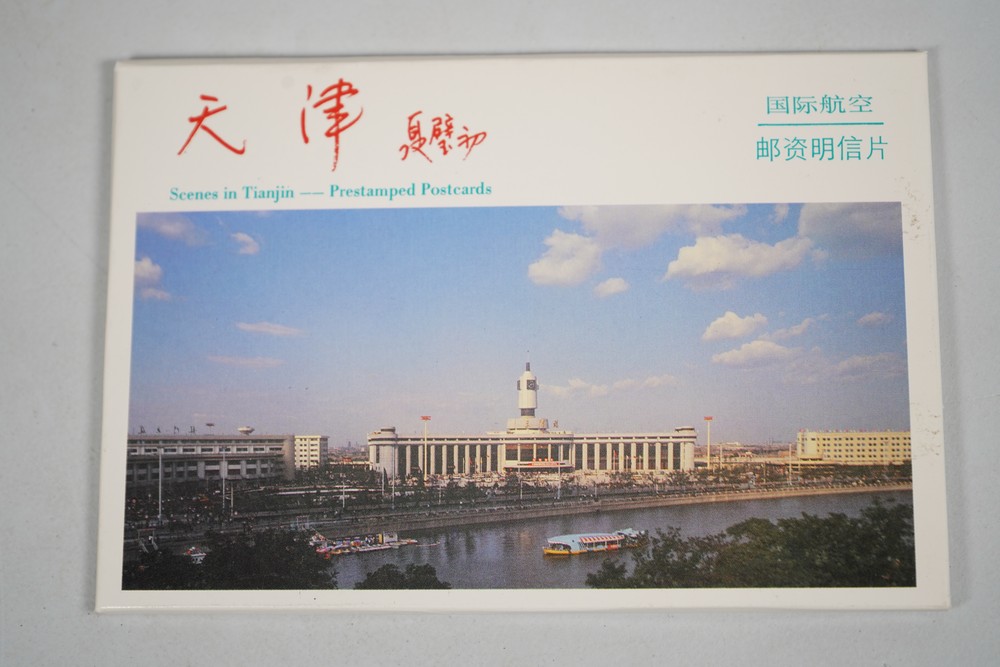 天津 聂璧初
国际航空
邮资明信片
Scenes in Tianjin —— Prestamped Postcards